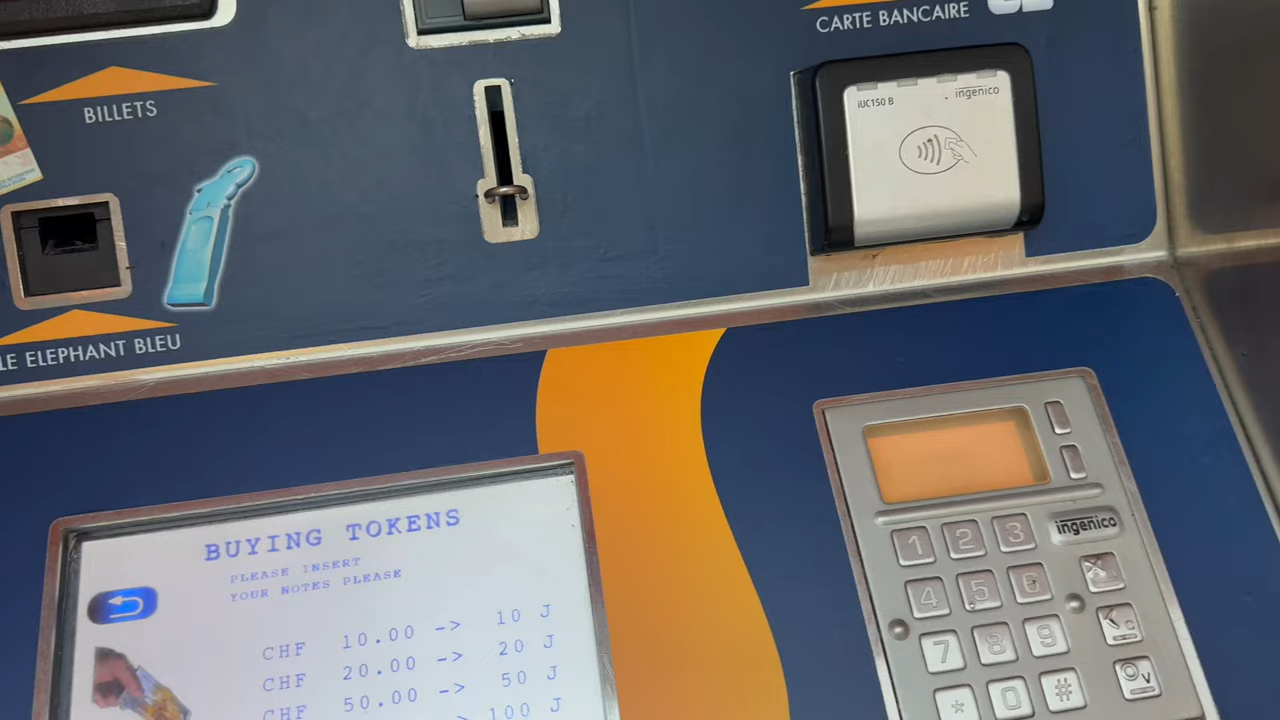 CARTE BANCAIRE
BILLETS
iUC150 B
ingenico
LE ELEPHANT BLEU
BUYING TOKENS
PLEASE INSERT
YOUR NOTES PLEASE
CHF 10.00 -> 10 J
CHF 20.00 -> 20 J
CHF 50.00 -> 50 J
-> 100 J
ingenico
1 2 3
4 5 6
7 8 9
* 0 #